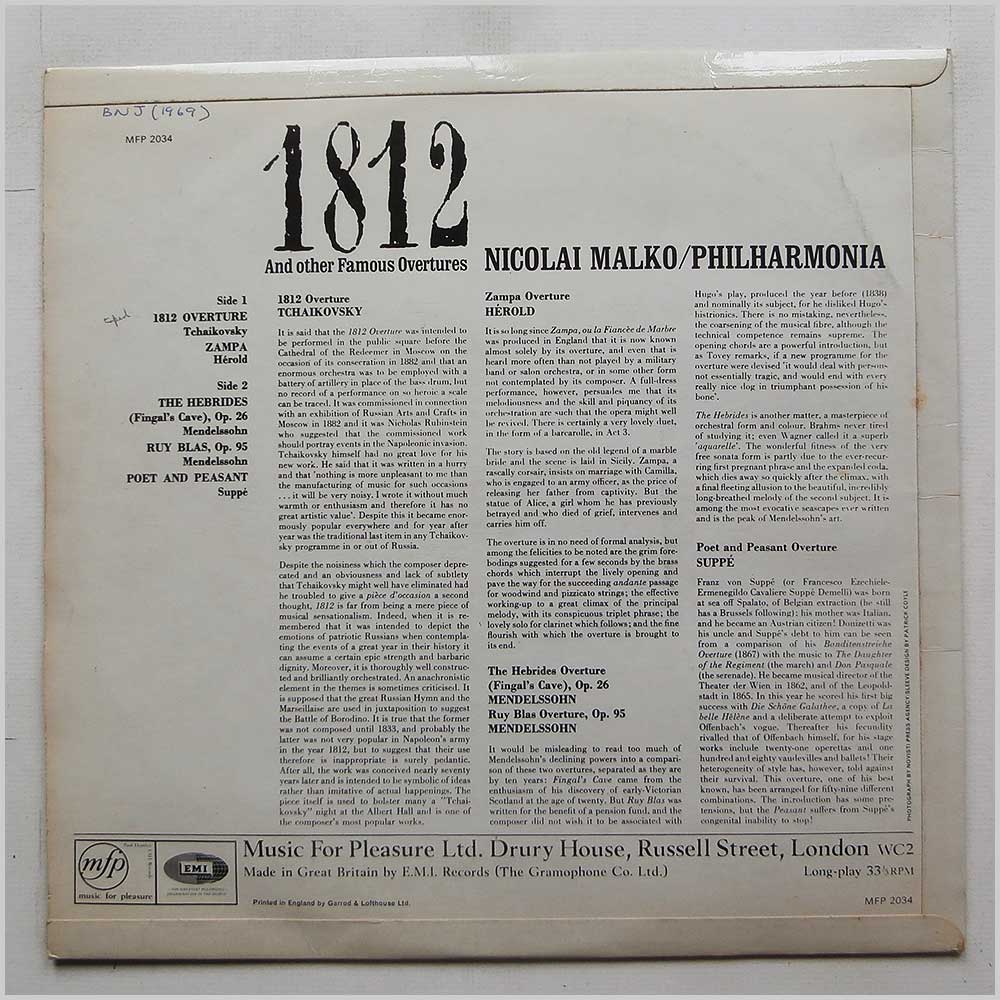 BNJ (1969)
MFP 2034
1812
And other Famous Overtures
NICOLAI MALKO/PHILHARMONIA
Side 1
1812 OVERTURE
Tchaikovsky
ZAMPA
Hérold
Side 2
THE HEBRIDES
(Fingal's Cave), Op. 26
Mendelssohn
RUY BLAS, Op. 95
Mendelssohn
POET AND PEASANT
Suppé
1812 Overture
TCHAIKOVSKY
It is said that the 1812 Overture was intended to
be performed in the public square before the
Cathedral of the Redeemer in Moscow on the
occasion of its consecration in 1882 and that an
enormous orchestra was to be employed with a
battery of artillery in place of the bass drum, but
no record of a performance on so heroic a scale
can be traced. It was commissioned in connection
with an exhibition of Russian Arts and Crafts in
Moscow in 1882 and it was Nicholas Rubinstein
who suggested that the commissioned work
should portray events in the Napoleonic invasion.
Tchaikovsky himself had no great love for his
new work. He said that it was written in a hurry
and that 'nothing is more unpleasant to me than
the manufacturing of music for such occasions
. . . it will be very noisy. I wrote it without much
warmth or enthusiasm and therefore it has no
great artistic value'. Despite this it became enor-
mously popular everywhere and for year after
year was the traditional last item in any Tchaikov-
sky programme in or out of Russia.
Despite the noisiness which the composer depre-
cated and an obviousness and lack of subtlety
that Tchaikovsky might well have eliminated had
he troubled to give a pièce d'occasion a second
thought, 1812 is far from being a mere piece of
musical sensationalism. Indeed, when it is re-
membered that it was intended to depict the
emotions of patriotic Russians when contempla-
ting the events of a great year in their history it
can assume a certain epic strength and barbaric
dignity. Moreover, it is thoroughly well construc-
ted and brilliantly orchestrated. An anachronistic
element in the themes is sometimes criticised. It
is supposed that the great Russian Hymn and the
Marseillaise are used in juxtaposition to suggest
the Battle of Borodino. It is true that the former
was not composed until 1833, and probably the
latter was not very popular in Napoleon's army
in the year 1812, but to suggest that their use
therefore is inappropriate is surely pedantic.
After all, the work was conceived nearly seventy
years later and is intended to be symbolic of ideas
rather than imitative of actual happenings. The
piece itself is used to bolster many a "Tchai-
kovsky" night at the Albert Hall and is one of
the composer's most popular works.
Zampa Overture
HÉROLD
It is so long since Zampa, ou la Fiancèe de Marbre
was produced in England that it is now known
almost solely by its overture, and even that is
heard more often than not played by a military
band or salon orchestra, or in some other form
not contemplated by its composer. A full-dress
performance, however, persuades me that its
melodiousness and the skill and piquancy of its
orchestration are such that the opera might well
be revived. There is certainly a very lovely duet,
in the form of a barcarolle, in Act 3.
The story is based on the old legend of a marble
bride and the scene is laid in Sicily. Zampa, a
rascally corsair, insists on marriage with Camilla,
who is engaged to an army officer, as the price of
releasing her father from captivity. But the
statue of Alice, a girl whom he has previously
betrayed and who died of grief, intervenes and
carries him off.
The overture is in no need of formal analysis, but
among the felicities to be noted are the grim fore-
bodings suggested for a few seconds by the brass
chords which interrupt the lively opening and
pave the way for the succeeding andante passage
for woodwind and pizzicato strings; the effective
working-up to a great climax of the principal
melody, with its conspicuous triplet phrase; the
lovely solo for clarinet which follows; and the fine
flourish with which the overture is brought to
its end.
The Hebrides Overture
(Fingal's Cave), Op. 26
MENDELSSOHN
Ruy Blas Overture, Op. 95
MENDELSSOHN
It would be misleading to read too much of
Mendelssohn's declining powers into a compari-
son of these two overtures, separated as they are
by ten years: Fingal's Cave came from the
enthusiasm of his discovery of early-Victorian
Scotland at the age of twenty. But Ruy Blas was
written for the benefit of a pension fund, and the
composer did not wish it to be associated with
Hugo's play, produced the year before (1838)
and nominally its subject, for he disliked Hugo's
histrionics. There is no mistaking, nevertheless,
the coarsening of the musical fibre, although the
technical competence remains supreme. The
opening chords are a powerful introduction, but
as Tovey remarks, if a new programme for the
overture were devised 'it would deal with persons
not essentially tragic, and would end with every
really nice dog in triumphant possession of his
bone'.
The Hebrides is another matter, a masterpiece of
orchestral form and colour. Brahms never tired
of studying it; even Wagner called it a superb
'aquarelle'. The wonderful fitness of the very
free sonata form is partly due to the ever-recur-
ring first pregnant phrase and the expanded coda,
which dies away so quickly after the climax, with
a final fleeting allusion to the beautiful, incredibly
long-breathed melody of the second subject. It is
among the most evocative seascapes ever written
and is the peak of Mendelssohn's art.
Poet and Peasant Overture
SUPPÉ
Franz von Suppé (or Francesco Ezechiele-
Ermenegildo Cavaliere Suppé Demelli) was born
at sea off Spalato, of Belgian extraction (he still
has a Brussels following); his mother was Italian,
and he became an Austrian citizen! Donizetti was
his uncle and Suppé's debt to him can be seen
from a comparison of his Banditenstreiche
Overture (1867) with the music to The Daughter
of the Regiment (the march) and Don Pasquale
(the serenade). He became musical director of the
Theater der Wien in 1862, and of the Leopold-
stadt in 1865. In this year he scored his first big
success with Die Schöne Galathee, a copy of La
belle Hélène and a deliberate attempt to exploit
Offenbach's vogue. Thereafter his fecundity
rivalled that of Offenbach himself, for his stage
works include twenty-one operettas and one
hundred and eighty vaudevilles and ballets! Their
heterogeneity of style has, however, told against
their survival. This overture, one of his best
known, has been arranged for fifty-nine different
combinations. The introduction has some pre-
tensions, but the Peasant suffers from Suppé's
congenital inability to stop!
PHOTOGRAPH BY NOVISTI PRESS AGENCY/SLEEVE DESIGN BY PATRICK COYLE
mfp
music for pleasure
EMI
Music For Pleasure Ltd. Drury House, Russell Street, London WC2
Made in Great Britain by E.M.I. Records (The Gramophone Co. Ltd.)
Long-play 33⅓ RPM
Printed in England by Garrod & Lofthouse Ltd.
MFP 2034